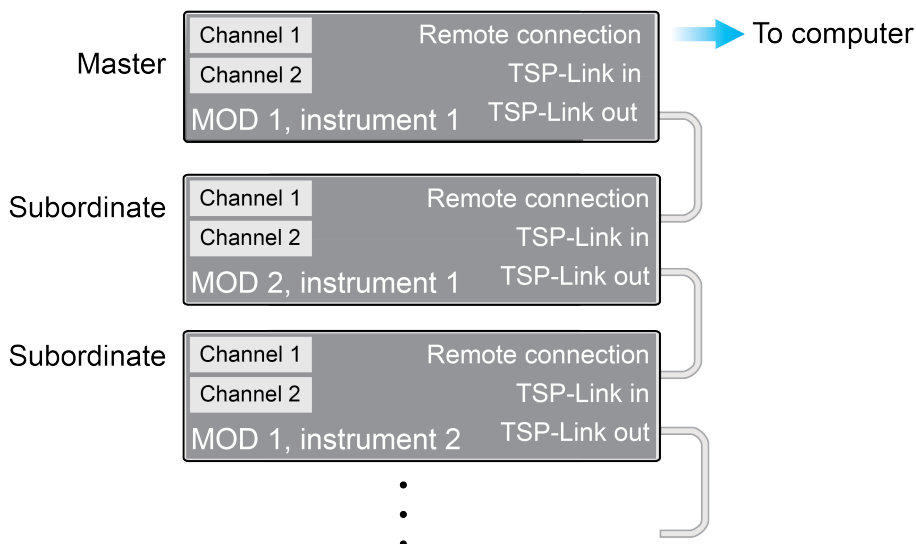 Master
Channel 1
Remote connection
To computer
Channel 2
TSP-Link in
MOD 1, instrument 1
TSP-Link out
Subordinate
Channel 1
Remote connection
Channel 2
TSP-Link in
MOD 2, instrument 1
TSP-Link out
Subordinate
Channel 1
Remote connection
Channel 2
TSP-Link in
MOD 1, instrument 2
TSP-Link out